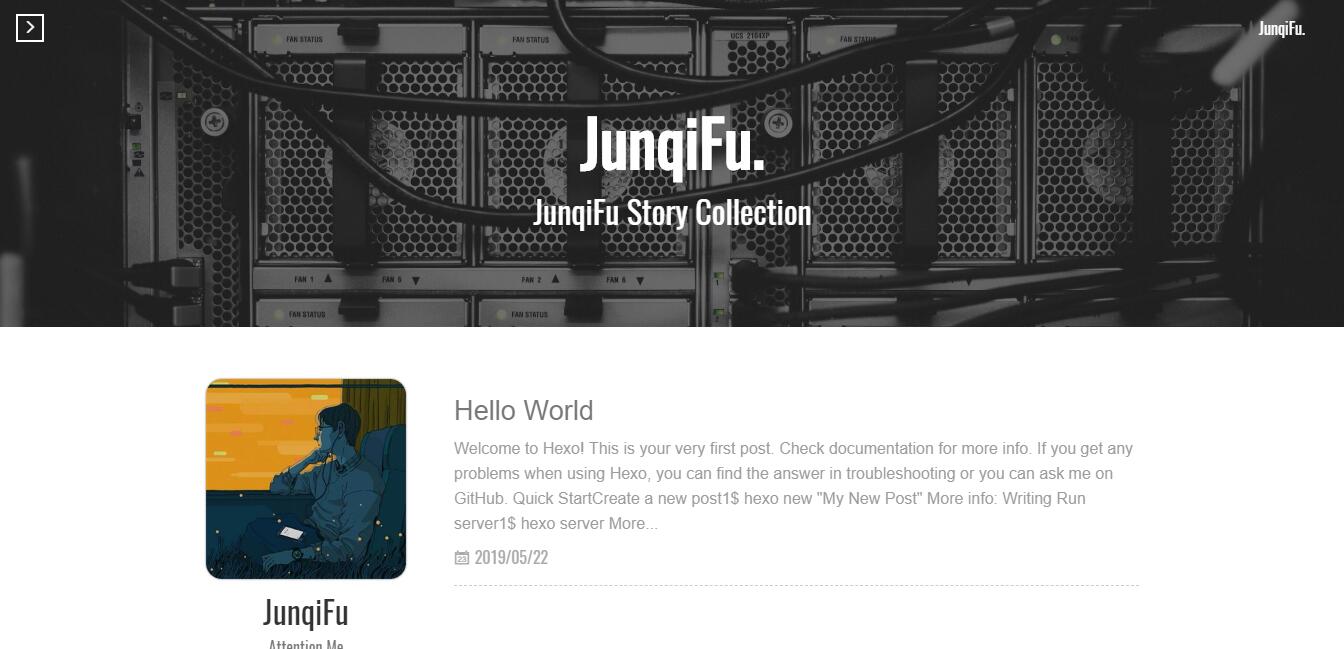 JunqiFu.
FAN STATUS
FAN STATUS
UCS 2104XP
FAN STATUS
JunqiFu.
JunqiFu Story Collection
FAN 1 ▲ FAN 5 ▼ FAN 2 ▲ FAN 6 ▼
1
FAN STATUS
FAN STATUS
2
Hello World
Welcome to Hexo! This is your very first post. Check documentation for more info. If you get any
problems when using Hexo, you can find the answer in troubleshooting or you can ask me on
GitHub. Quick StartCreate a new post1$ hexo new "My New Post" More info: Writing Run
server1$ hexo server More...
23 2019/05/22
JunqiFu
Attention Me